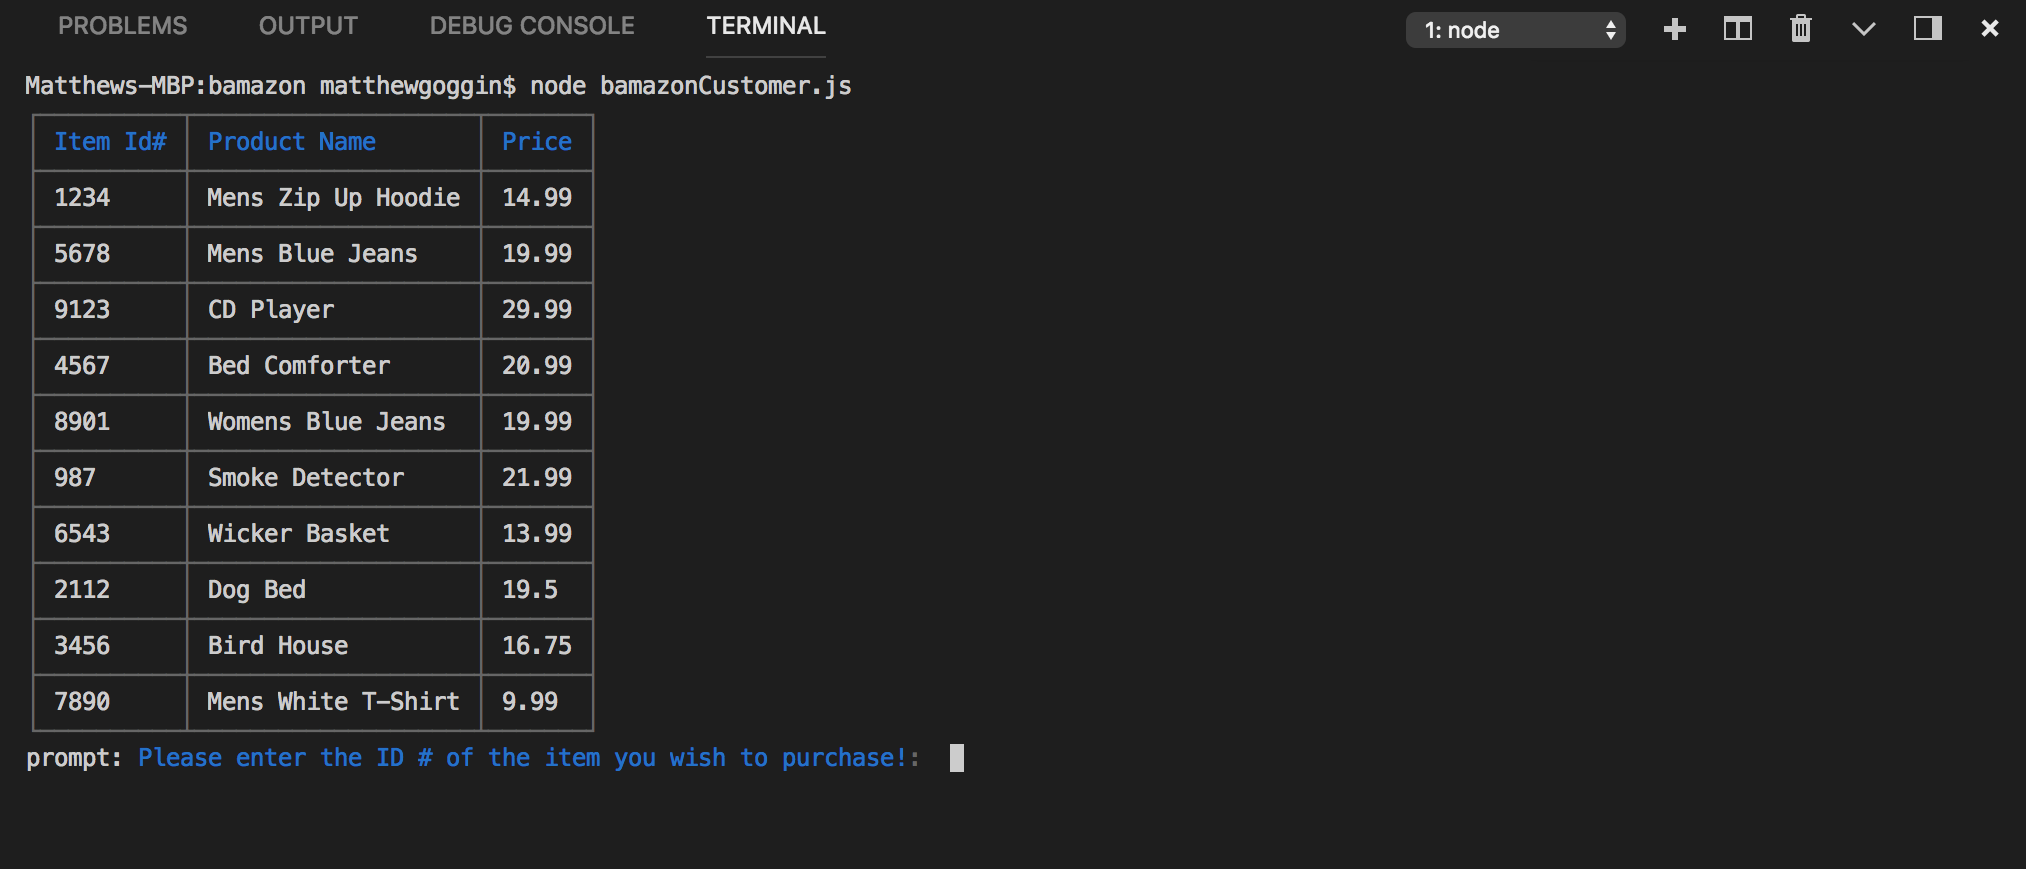 PROBLEMS OUTPUT DEBUG CONSOLE TERMINAL 1: node
Matthews-MBP:bamazon matthewgoggin$ node bamazonCustomer.js
Item Id# Product Name Price
1234 Mens Zip Up Hoodie 14.99
5678 Mens Blue Jeans 19.99
9123 CD Player 29.99
4567 Bed Comforter 20.99
8901 Womens Blue Jeans 19.99
987 Smoke Detector 21.99
6543 Wicker Basket 13.99
2112 Dog Bed 19.5
3456 Bird House 16.75
7890 Mens White T-Shirt 9.99
prompt: Please enter the ID # of the item you wish to purchase!: